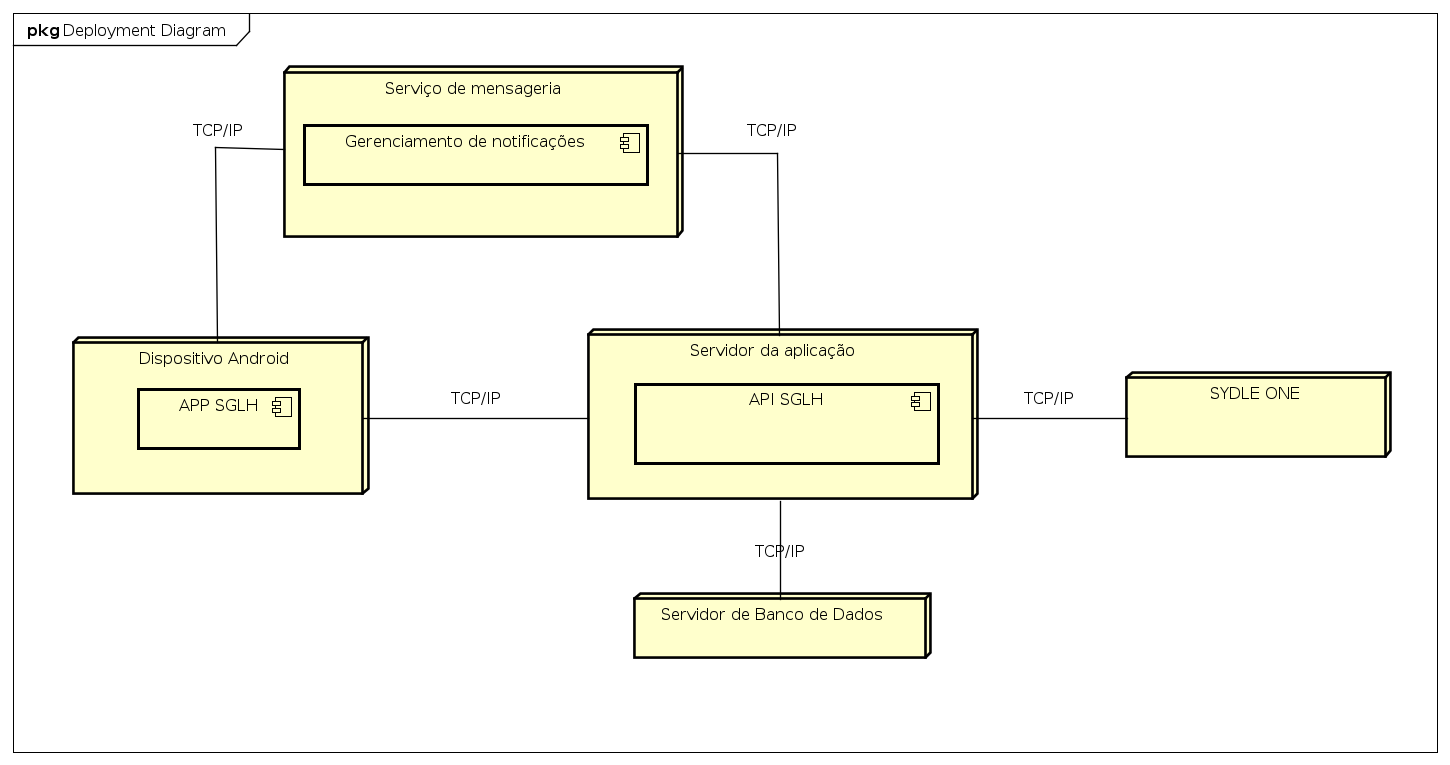 pkg Deployment Diagram
Serviço de mensageria
TCP/IP
Gerenciamento de notificações
TCP/IP
Dispositivo Android
APP SGLH
TCP/IP
Servidor da aplicação
API SGLH
TCP/IP
SYDLE ONE
TCP/IP
Servidor de Banco de Dados